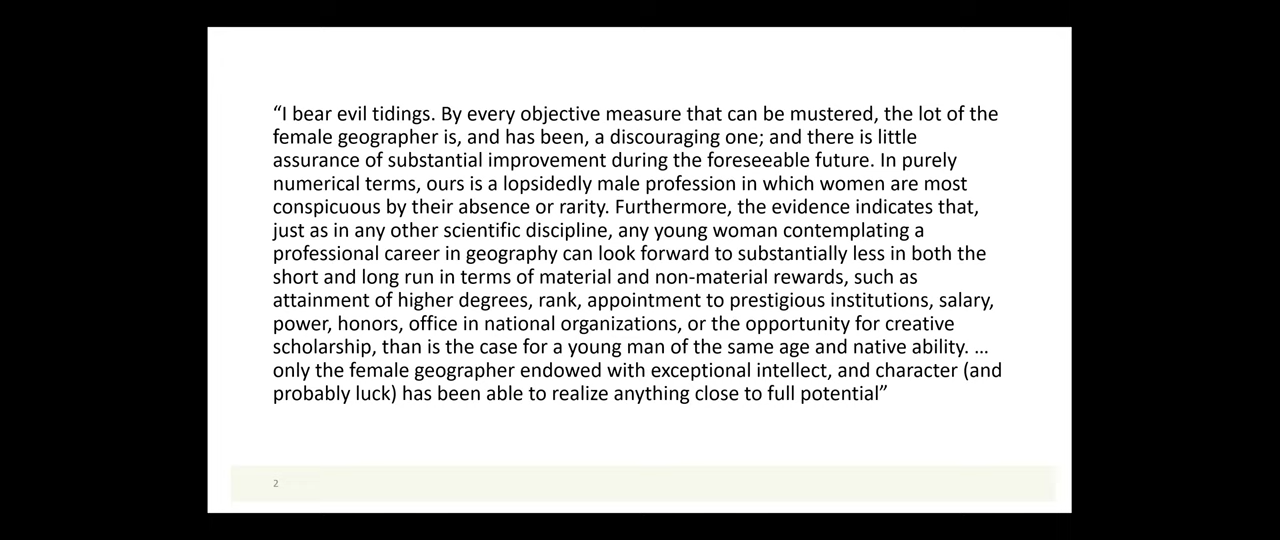 “I bear evil tidings. By every objective measure that can be mustered, the lot of the
female geographer is, and has been, a discouraging one; and there is little
assurance of substantial improvement during the foreseeable future. In purely
numerical terms, ours is a lopsidedly male profession in which women are most
conspicuous by their absence or rarity. Furthermore, the evidence indicates that,
just as in any other scientific discipline, any young woman contemplating a
professional career in geography can look forward to substantially less in both the
short and long run in terms of material and non-material rewards, such as
attainment of higher degrees, rank, appointment to prestigious institutions, salary,
power, honors, office in national organizations, or the opportunity for creative
scholarship, than is the case for a young man of the same age and native ability. ...
only the female geographer endowed with exceptional intellect, and character (and
probably luck) has been able to realize anything close to full potential”
2